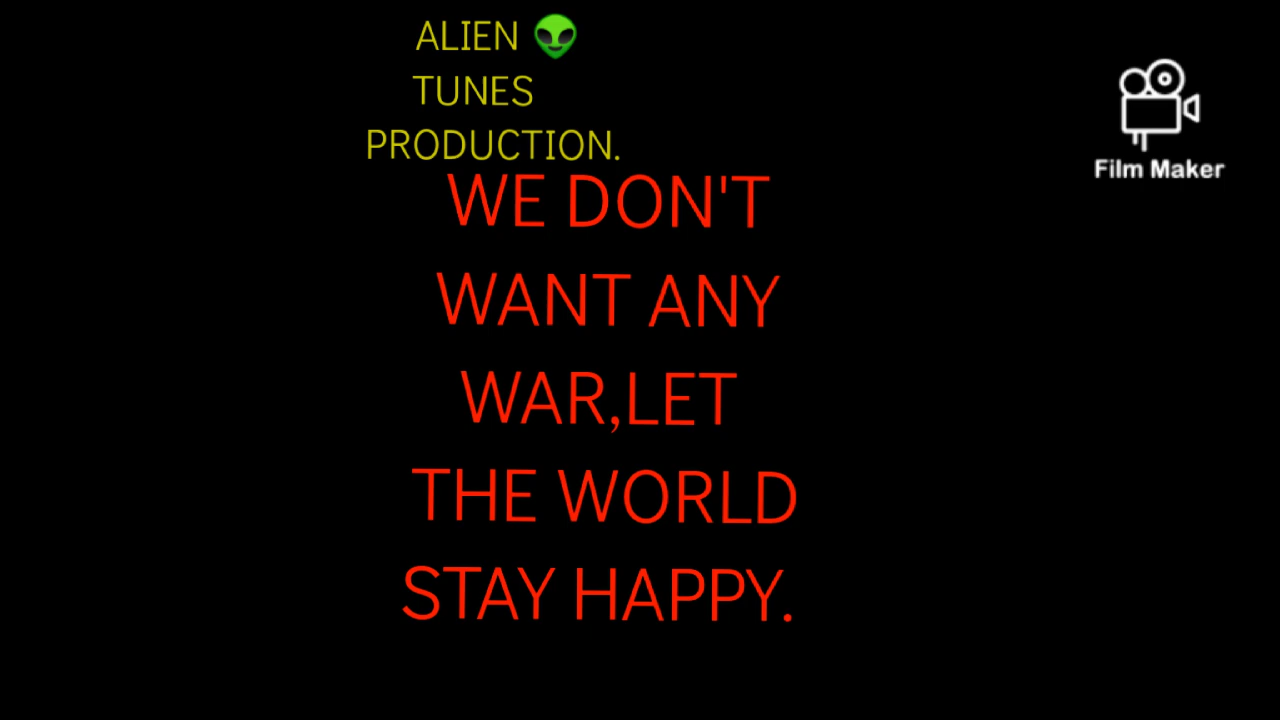 ALIEN 👽
TUNES
PRODUCTION.
WE DON'T
WANT ANY
WAR,LET
THE WORLD
STAY HAPPY.
Film Maker